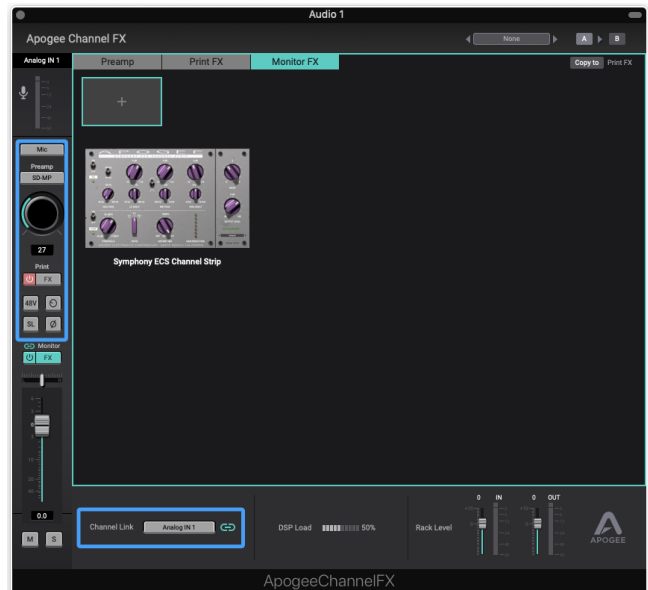 Audio 1
Apogee Channel FX
None
A
B
Analog IN 1
Preamp
Print FX
Monitor FX
Copy to
Print FX
Mic
Preamp
SD-MP
27
Print
FX
48V
SL
Ø
Monitor
FX
0.0
M
S
Symphony ECS Channel Strip
Channel Link
Analog IN 1
DSP Load
50%
Rack Level
0
IN
0
OUT
APOGEE
ApogeeChannelFX